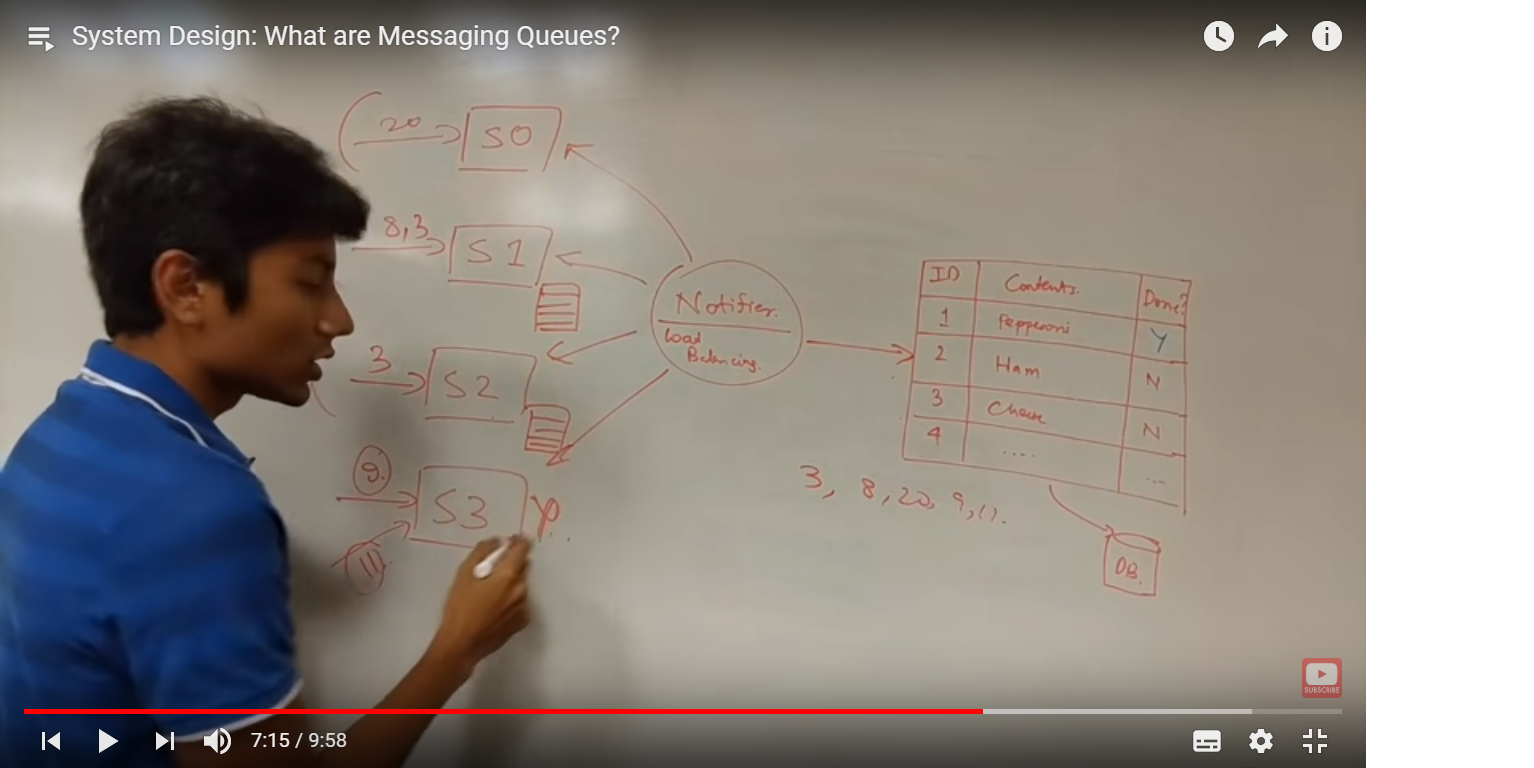 System Design: What are Messaging Queues?
20
S0
8,3
S1
3
S2
9
S3
11
Notifier.
Load
Balancing.
ID Contents. Done?
1 Pepperoni Y
2 Ham N
3 Cheese N
4 .... ...
3, 8, 20, 9, 11.
DB.
SUBSCRIBE
7:15 / 9:58